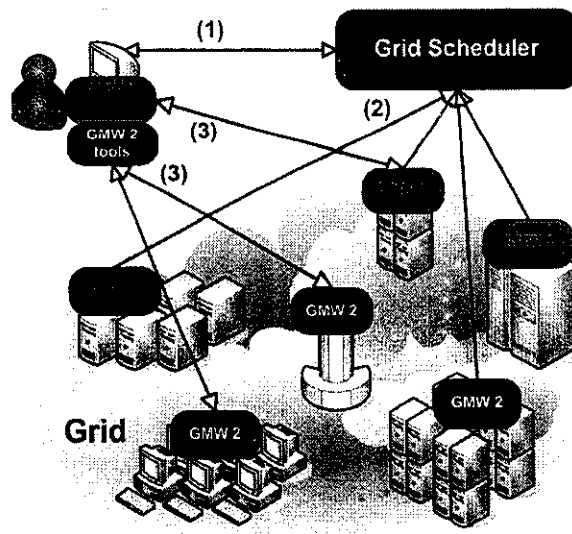 (1)
Grid Scheduler
(2)
GMW 2
tools
(3)
(3)
GMW 2
GMW 2
Grid
GMW 2